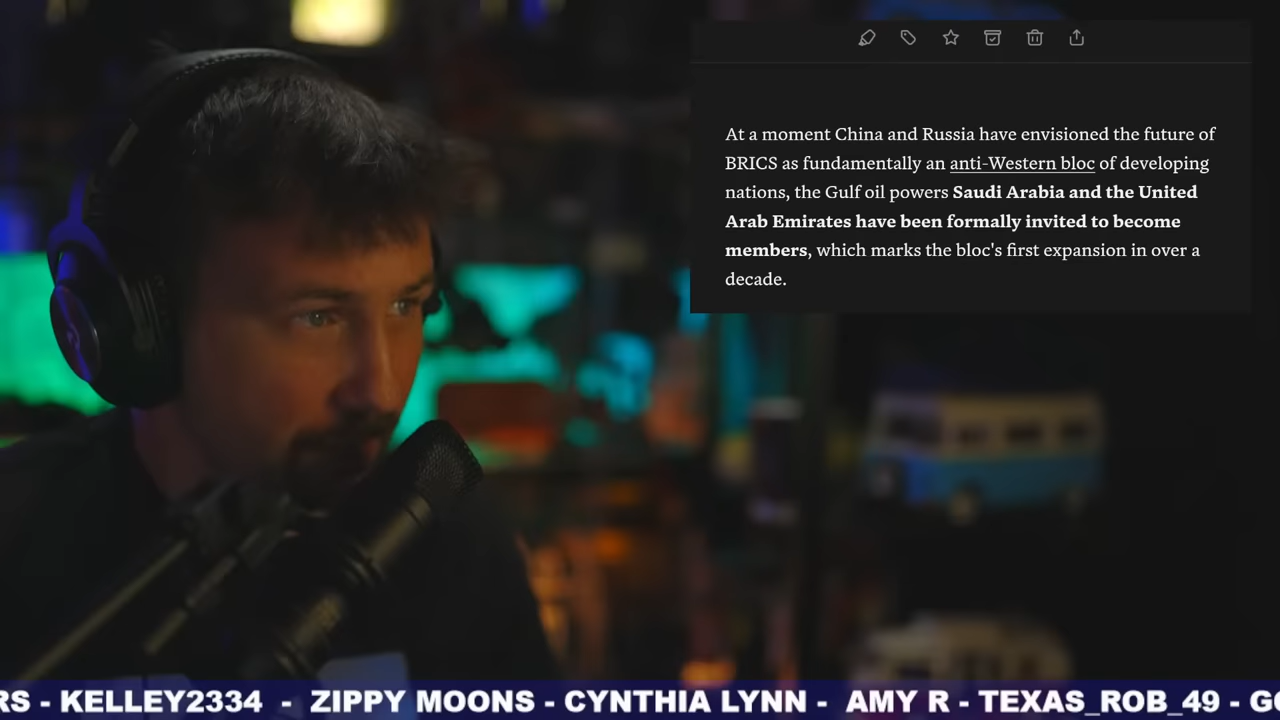 At a moment China and Russia have envisioned the future of
BRICS as fundamentally an anti-Western bloc of developing
nations, the Gulf oil powers Saudi Arabia and the United
Arab Emirates have been formally invited to become
members, which marks the bloc's first expansion in over a
decade.
RS - KELLEY2334 - ZIPPY MOONS - CYNTHIA LYNN - AMY R - TEXAS_ROB_49 - GO